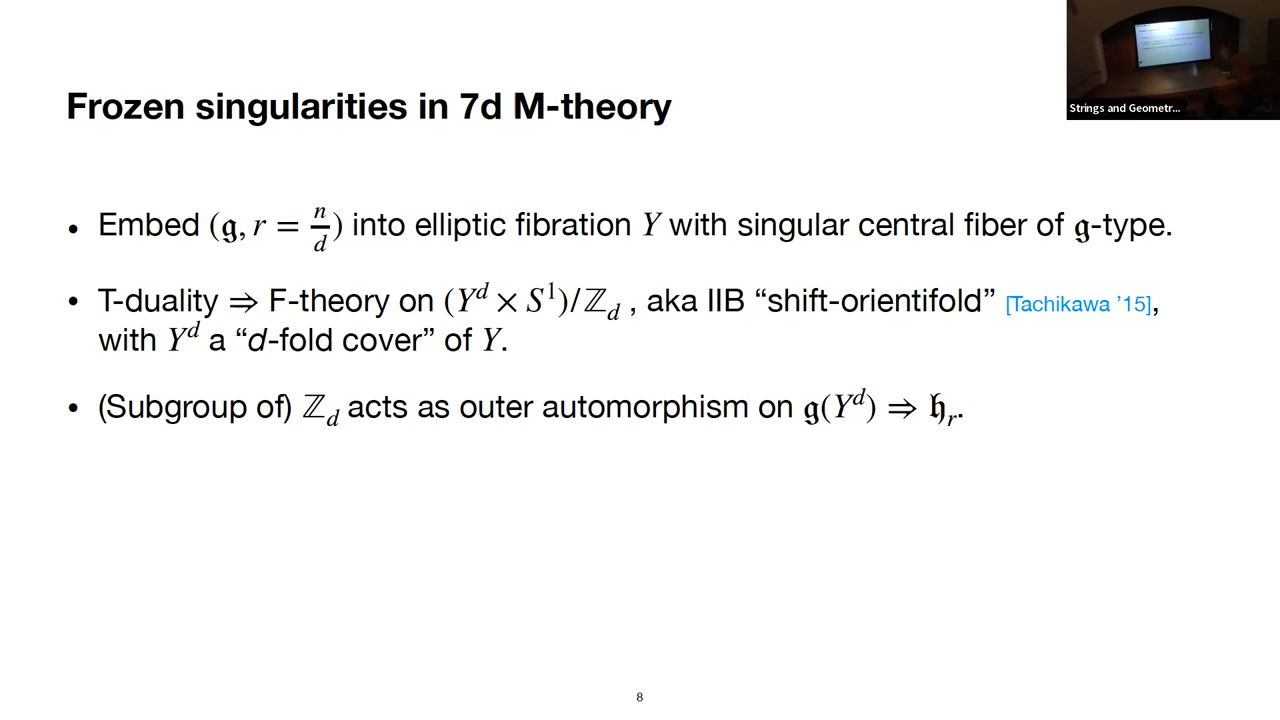 Strings and Geometr...
Frozen singularities in 7d M-theory
• Embed (𝔤, r = n/d) into elliptic fibration Y with singular central fiber of 𝔤-type.
• T-duality ⇒ F-theory on (Y^d × S^1)/ℤ_d , aka IIB “shift-orientifold” [Tachikawa ’15],
with Y^d a “d-fold cover” of Y.
• (Subgroup of) ℤ_d acts as outer automorphism on 𝔤(Y^d) ⇒ 𝔥_r.
8